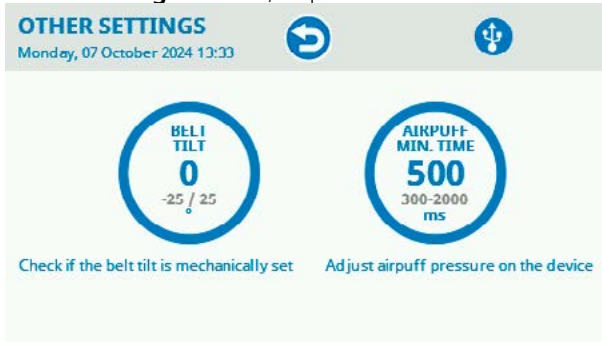 OTHER SETTINGS
Monday, 07 October 2024 13:33
BELT
TILT
0
-25 / 25
°
Check if the belt tilt is mechanically set
AIRPUFF
MIN. TIME
500
300-2000
ms
Adjust airpuff pressure on the device